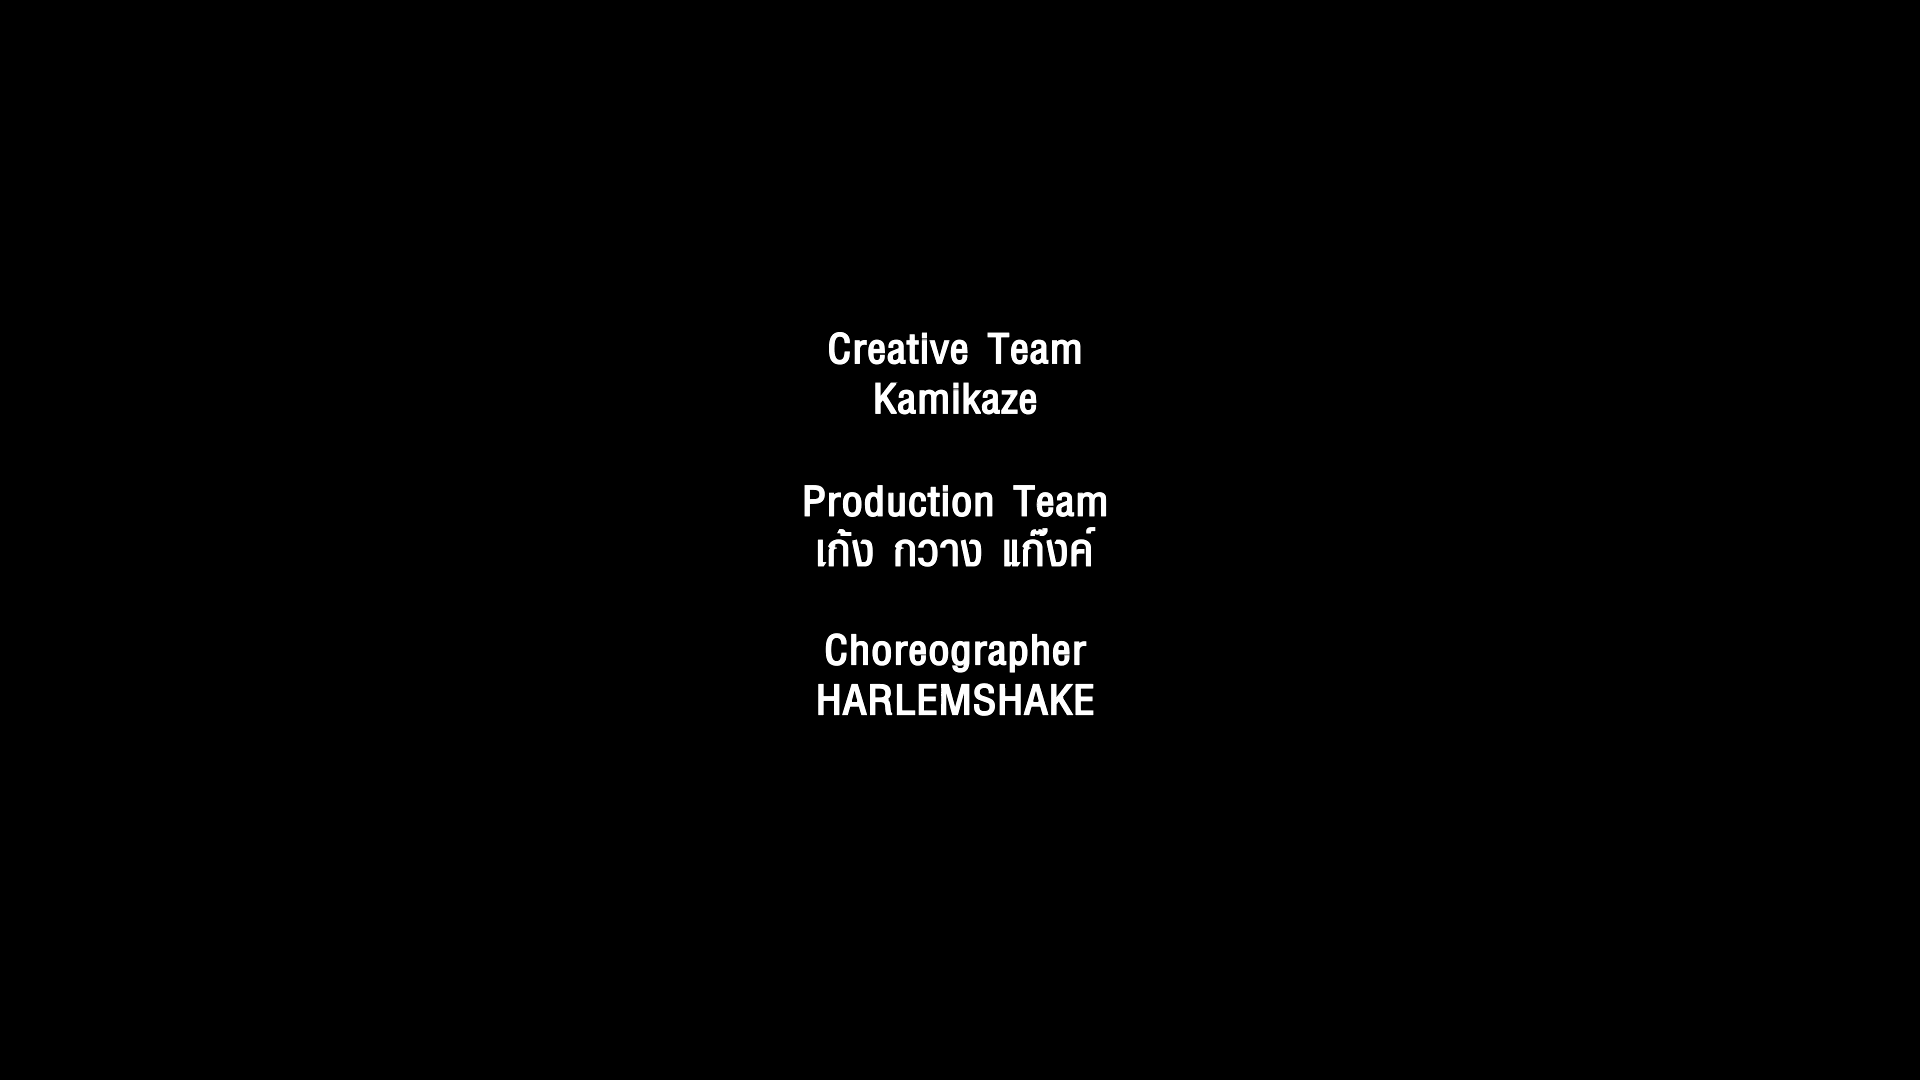 Creative Team
Kamikaze
Production Team
เก้ง กวาง แก๊งค์
Choreographer
HARLEMSHAKE